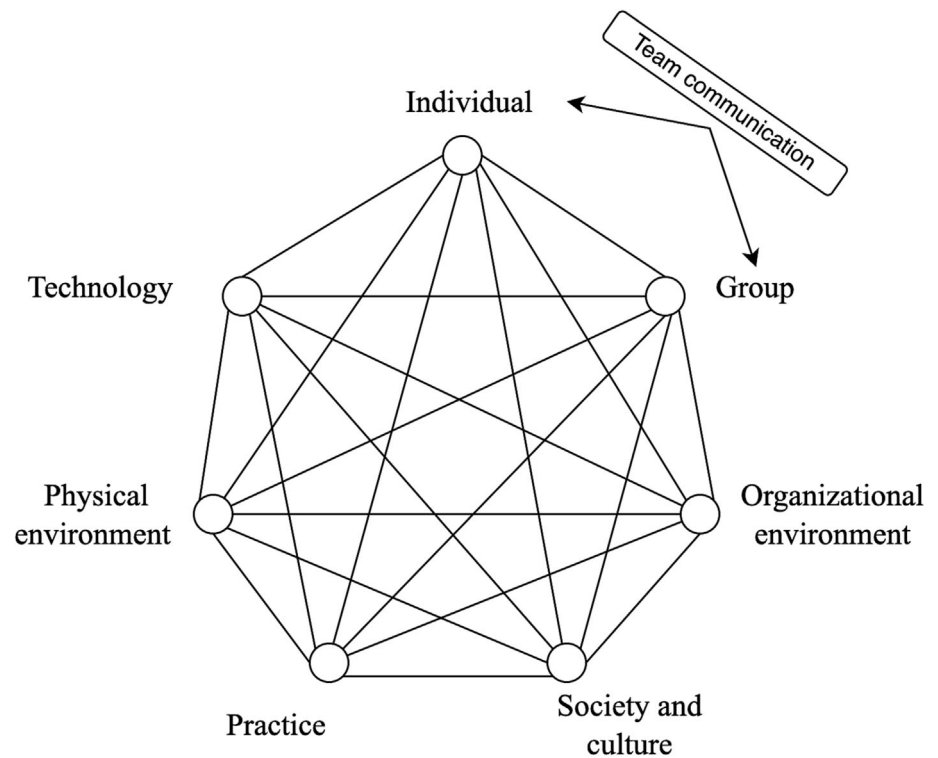 Team communication
Individual
Technology
Group
Physical
environment
Organizational
environment
Practice
Society and
culture